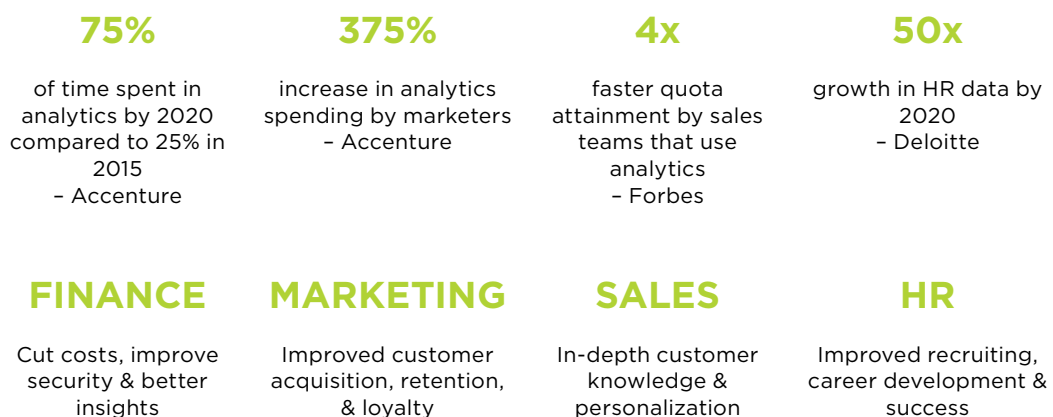 75%
of time spent in
analytics by 2020
compared to 25% in
2015
– Accenture
375%
increase in analytics
spending by marketers
– Accenture
4x
faster quota
attainment by sales
teams that use
analytics
– Forbes
50x
growth in HR data by
2020
– Deloitte
FINANCE
Cut costs, improve
security & better
insights
MARKETING
Improved customer
acquisition, retention,
& loyalty
SALES
In-depth customer
knowledge &
personalization
HR
Improved recruiting,
career development &
success